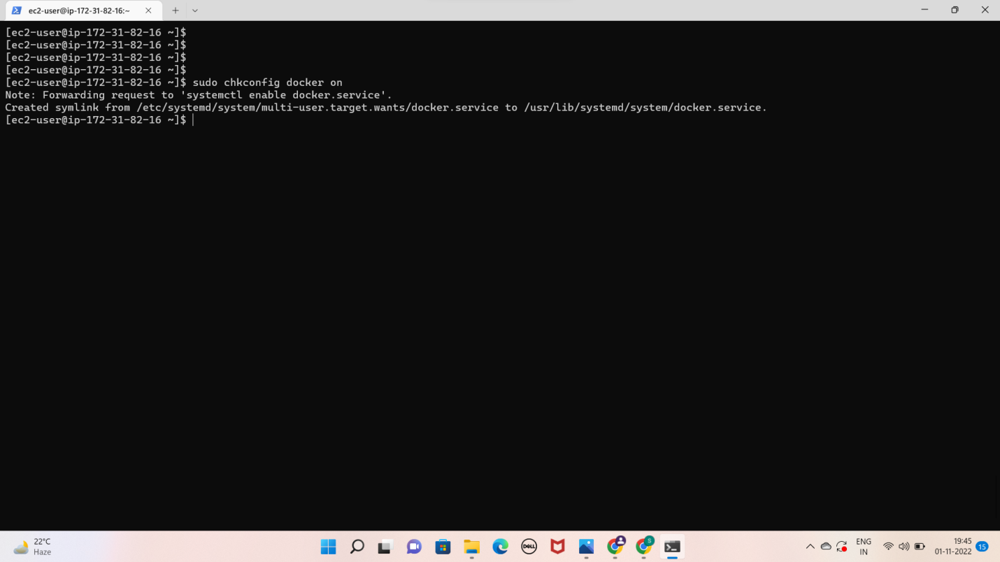 ec2-user@ip-172-31-82-16:~
[ec2-user@ip-172-31-82-16 ~]$
[ec2-user@ip-172-31-82-16 ~]$
[ec2-user@ip-172-31-82-16 ~]$
[ec2-user@ip-172-31-82-16 ~]$
[ec2-user@ip-172-31-82-16 ~]$ sudo chkconfig docker on
Note: Forwarding request to 'systemctl enable docker.service'.
Created symlink from /etc/systemd/system/multi-user.target.wants/docker.service to /usr/lib/systemd/system/docker.service.
[ec2-user@ip-172-31-82-16 ~]$
22°C
Haze
DELL
S
ENG
IN
19:45
01-11-2022
15